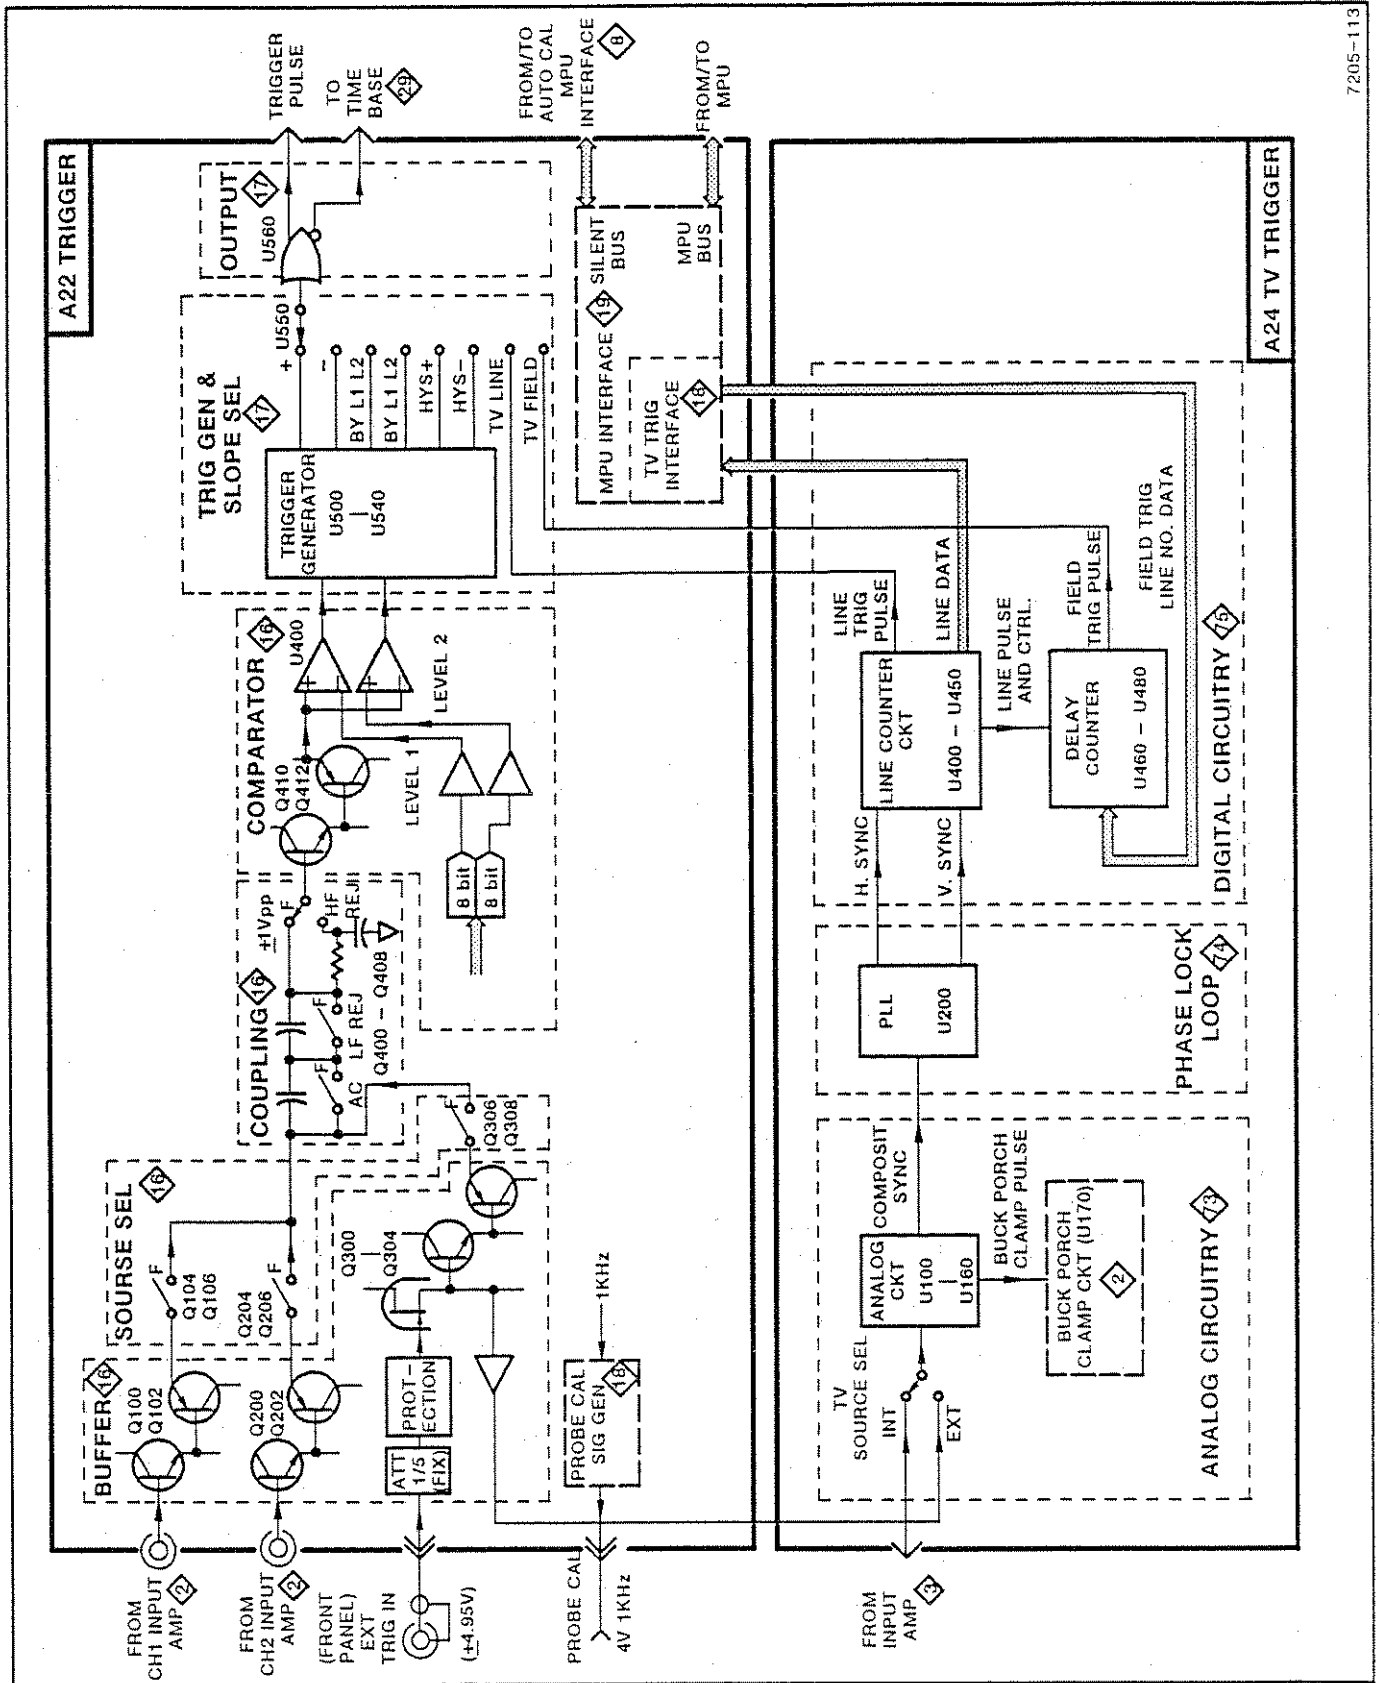 A22 TRIGGER
BUFFER
16
Q100
Q102
Q200
Q202
FROM
CH1 INPUT
AMP
2
FROM
CH2 INPUT
AMP
2
(FRONT
PANEL)
EXT
TRIG IN
(±4.95V)
ATT
1/5
(FIX)
PROT-
ECTION
Q300
|
Q304
SOURSE SEL
16
Q104
Q106
F
Q204
Q206
F
Q306
Q308
F
COUPLING
16
AC
F
LF REJ
F
HF
REJ
F
±1Vpp
Q400 - Q408
COMPARATOR
16
Q410
Q412
U400
+
-
+
-
LEVEL 1
LEVEL 2
8 bit
8 bit
TRIG GEN &
SLOPE SEL
17
TRIGGER
GENERATOR
U500
|
U540
+
-
BY L1 L2
BY L1 L2
HYS+
HYS-
TV LINE
TV FIELD
U550
OUTPUT
17
U560
TRIGGER
PULSE
TO
TIME
BASE
29
PROBE CAL
4V 1KHz
PROBE CAL
SIG GEN
18
1KHz
MPU INTERFACE
19
SILENT
BUS
MPU
BUS
TV TRIG
INTERFACE
18
FROM/TO
AUTO CAL
MPU
INTERFACE
8
FROM/TO
MPU
A24 TV TRIGGER
FROM
INPUT
AMP
3
TV
SOURCE SEL
INT
EXT
ANALOG
CKT
U100
|
U160
COMPOSIT
SYNC
BUCK PORCH
CLAMP PULSE
BUCK PORCH
CLAMP CKT (U170)
2
ANALOG CIRCUITRY
73
PLL
U200
PHASE LOCK
LOOP
74
H. SYNC
V. SYNC
LINE COUNTER
CKT
U400 - U450
LINE
TRIG
PULSE
LINE DATA
LINE PULSE
AND CTRL.
DELAY
COUNTER
U460 - U480
FIELD
TRIG PULSE
FIELD TRIG
LINE NO. DATA
DIGITAL CIRCUITRY
75
7205-113